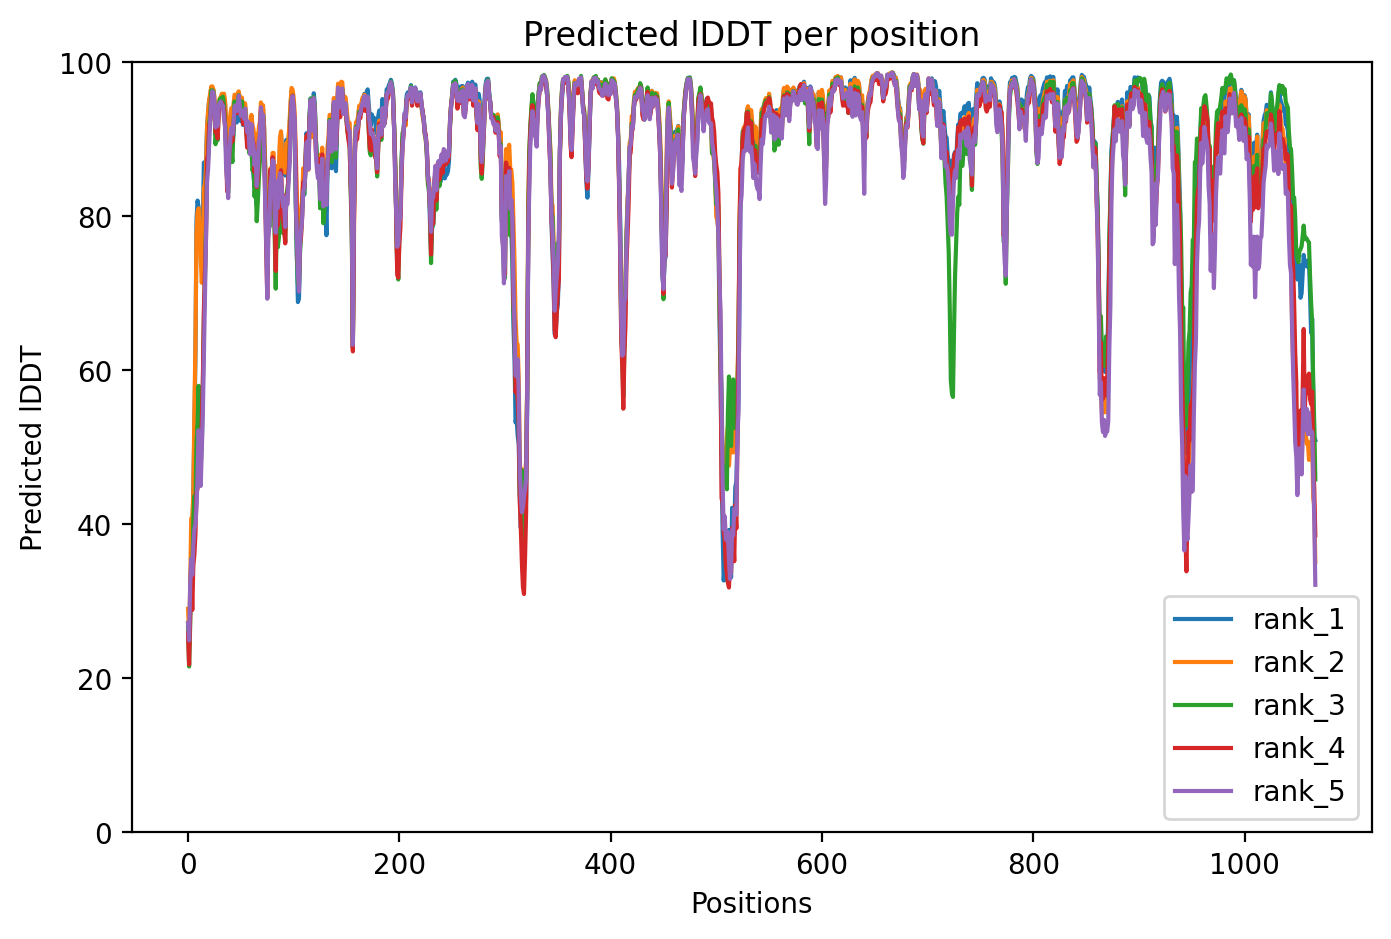 Predicted lDDT per position
100
80
60
40
20
0
Predicted lDDT
0 200 400 600 800 1000
Positions
rank_1
rank_2
rank_3
rank_4
rank_5